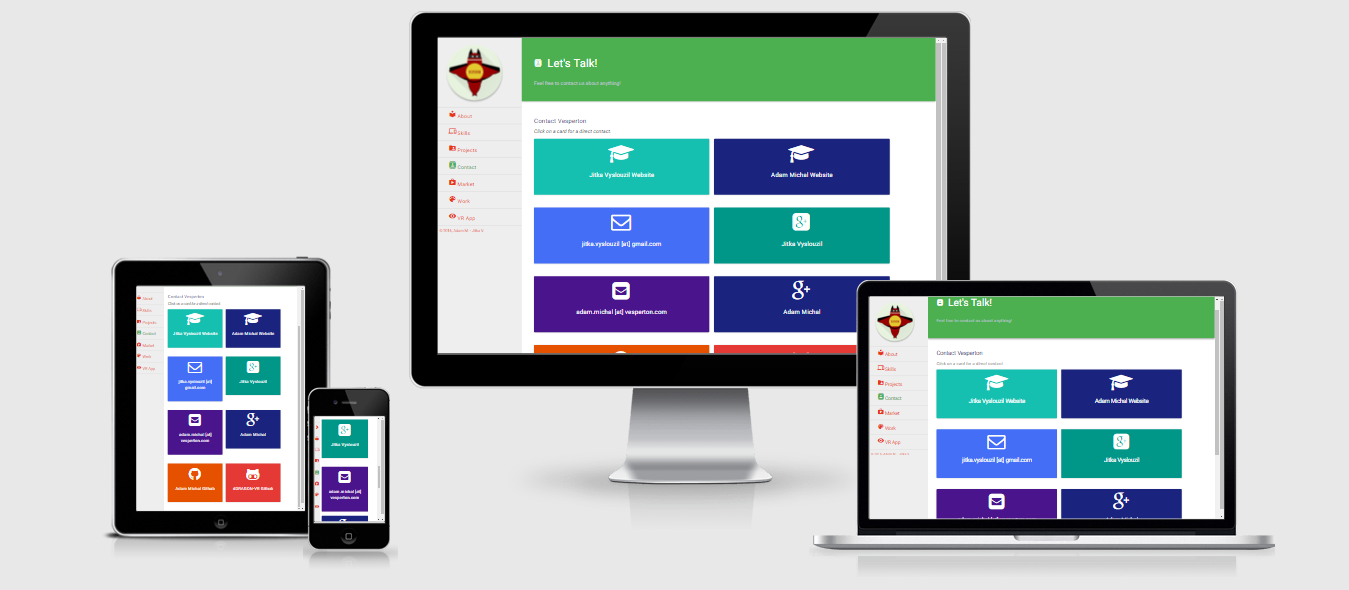 Let's Talk!
Feel free to contact us about anything!
About
Skills
Projects
Contact
Market
Work
VR App
Contact Vesperton
Click on a card for a direct contact
Jitka Vyslouzil Website
Adam Michal Website
jitka.vyslouzil [at] gmail.com
Jitka Vyslouzil
adam.michal [at] vesperton.com
Adam Michal
About
Skills
Projects
Contact
Market
Work
VR App
Contact Vesperton
Click on a card for a direct contact
Jitka Vyslouzil Website
Adam Michal Website
jitka.vyslouzil [at]
gmail.com
Jitka Vyslouzil
adam.michal [at]
vesperton.com
Adam Michal
Adam Michal Github
Jitka Vyslouzil
adam.michal [at]
vesperton.com
Let's Talk!
Feel free to contact us about anything!
About
Skills
Projects
Contact
Market
Work
VR App
Contact Vesperton
Click on a card for a direct contact
Jitka Vyslouzil Website
Adam Michal Website
jitka.vyslouzil [at] gmail.com
Jitka Vyslouzil